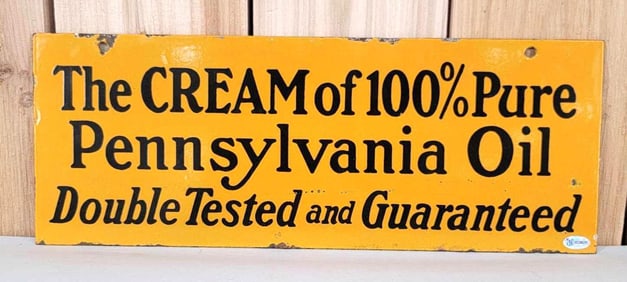 The CREAM of 100% Pure
Pennsylvania Oil
Double Tested and Guaranteed